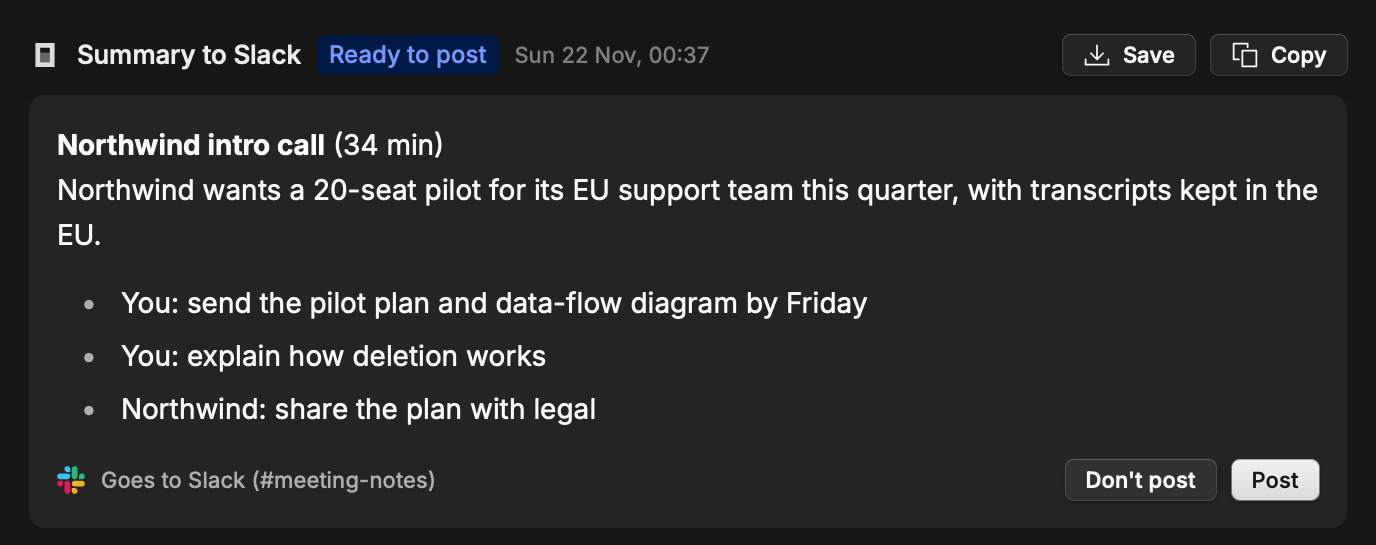 Summary to Slack Ready to post Sun 22 Nov, 00:37 Save Copy
Northwind intro call (34 min)
Northwind wants a 20-seat pilot for its EU support team this quarter, with transcripts kept in the
EU.
• You: send the pilot plan and data-flow diagram by Friday
• You: explain how deletion works
• Northwind: share the plan with legal
Goes to Slack (#meeting-notes) Don't post Post